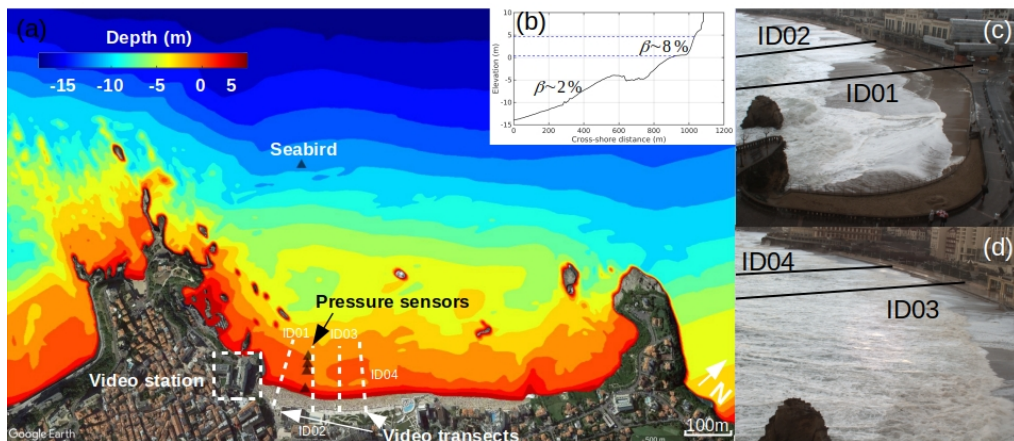 (a)
Depth (m)
-15 -10 -5 0 5
Seabird
Pressure sensors
ID01
ID03
ID04
ID02
Video station
Video transects
N
100m
Google Earth
500 m
(b)
10
5
0
-5
-10
-15
Elevation (m)
β~8 %
β~2 %
0 200 400 600 800 1000 1200
Cross-shore distance (m)
(c)
ID02
ID01
(d)
ID04
ID03